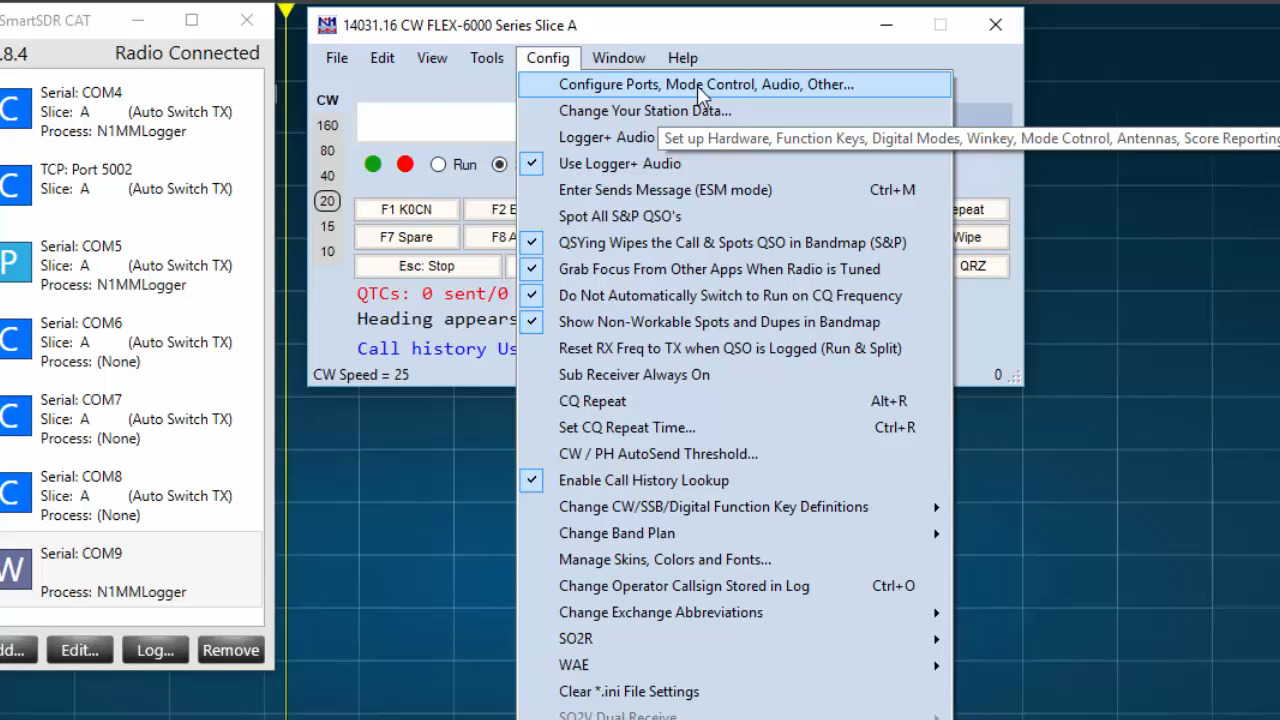 SmartSDR CAT
.8.4
Radio Connected
C
Serial: COM4
Slice: A (Auto Switch TX)
Process: N1MMLogger
C
TCP: Port 5002
Slice: A (Auto Switch TX)
P
Serial: COM5
Slice: A (Auto Switch TX)
Process: N1MMLogger
C
Serial: COM6
Slice: A (Auto Switch TX)
Process: (None)
C
Serial: COM7
Slice: A (Auto Switch TX)
Process: (None)
C
Serial: COM8
Slice: A (Auto Switch TX)
Process: (None)
W
Serial: COM9
Process: N1MMLogger
Edit...
Log...
Remove
N1
MM
14031.16 CW FLEX-6000 Series Slice A
File Edit View Tools Config Window Help
CW
160
80
40
20
15
10
Run
F1 K0CN
F2 E
epeat
F7 Spare
F8 A
Wipe
Esc: Stop
QRZ
QTCs: 0 sent/0
Heading appears
Call history Us
CW Speed = 25
0
Configure Ports, Mode Control, Audio, Other...
Change Your Station Data...
Logger+ Audio
Set up Hardware, Function Keys, Digital Modes, Winkey, Mode Cotnrol, Antennas, Score Reporting
Use Logger+ Audio
Enter Sends Message (ESM mode) Ctrl+M
Spot All S&P QSO's
QSYing Wipes the Call & Spots QSO in Bandmap (S&P)
Grab Focus From Other Apps When Radio is Tuned
Do Not Automatically Switch to Run on CQ Frequency
Show Non-Workable Spots and Dupes in Bandmap
Reset RX Freq to TX when QSO is Logged (Run & Split)
Sub Receiver Always On
CQ Repeat Alt+R
Set CQ Repeat Time... Ctrl+R
CW / PH AutoSend Threshold...
Enable Call History Lookup
Change CW/SSB/Digital Function Key Definitions
Change Band Plan
Manage Skins, Colors and Fonts...
Change Operator Callsign Stored in Log Ctrl+O
Change Exchange Abbreviations
SO2R
WAE
Clear *.ini File Settings
SO2V Dual Receive